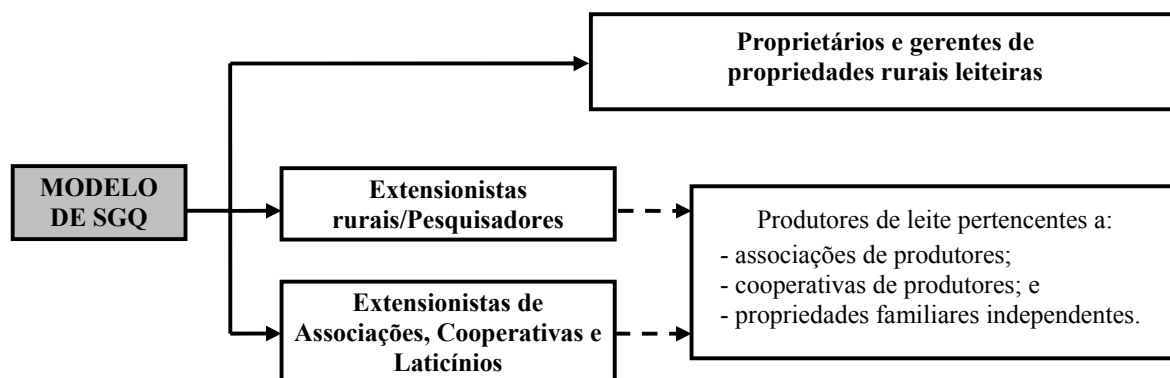 Proprietários e gerentes de
propriedades rurais leiteiras
MODELO
DE SGQ
Extensionistas
rurais/Pesquisadores
Extensionistas de
Associações, Cooperativas e
Laticínios
Produtores de leite pertencentes a:
- associações de produtores;
- cooperativas de produtores; e
- propriedades familiares independentes.